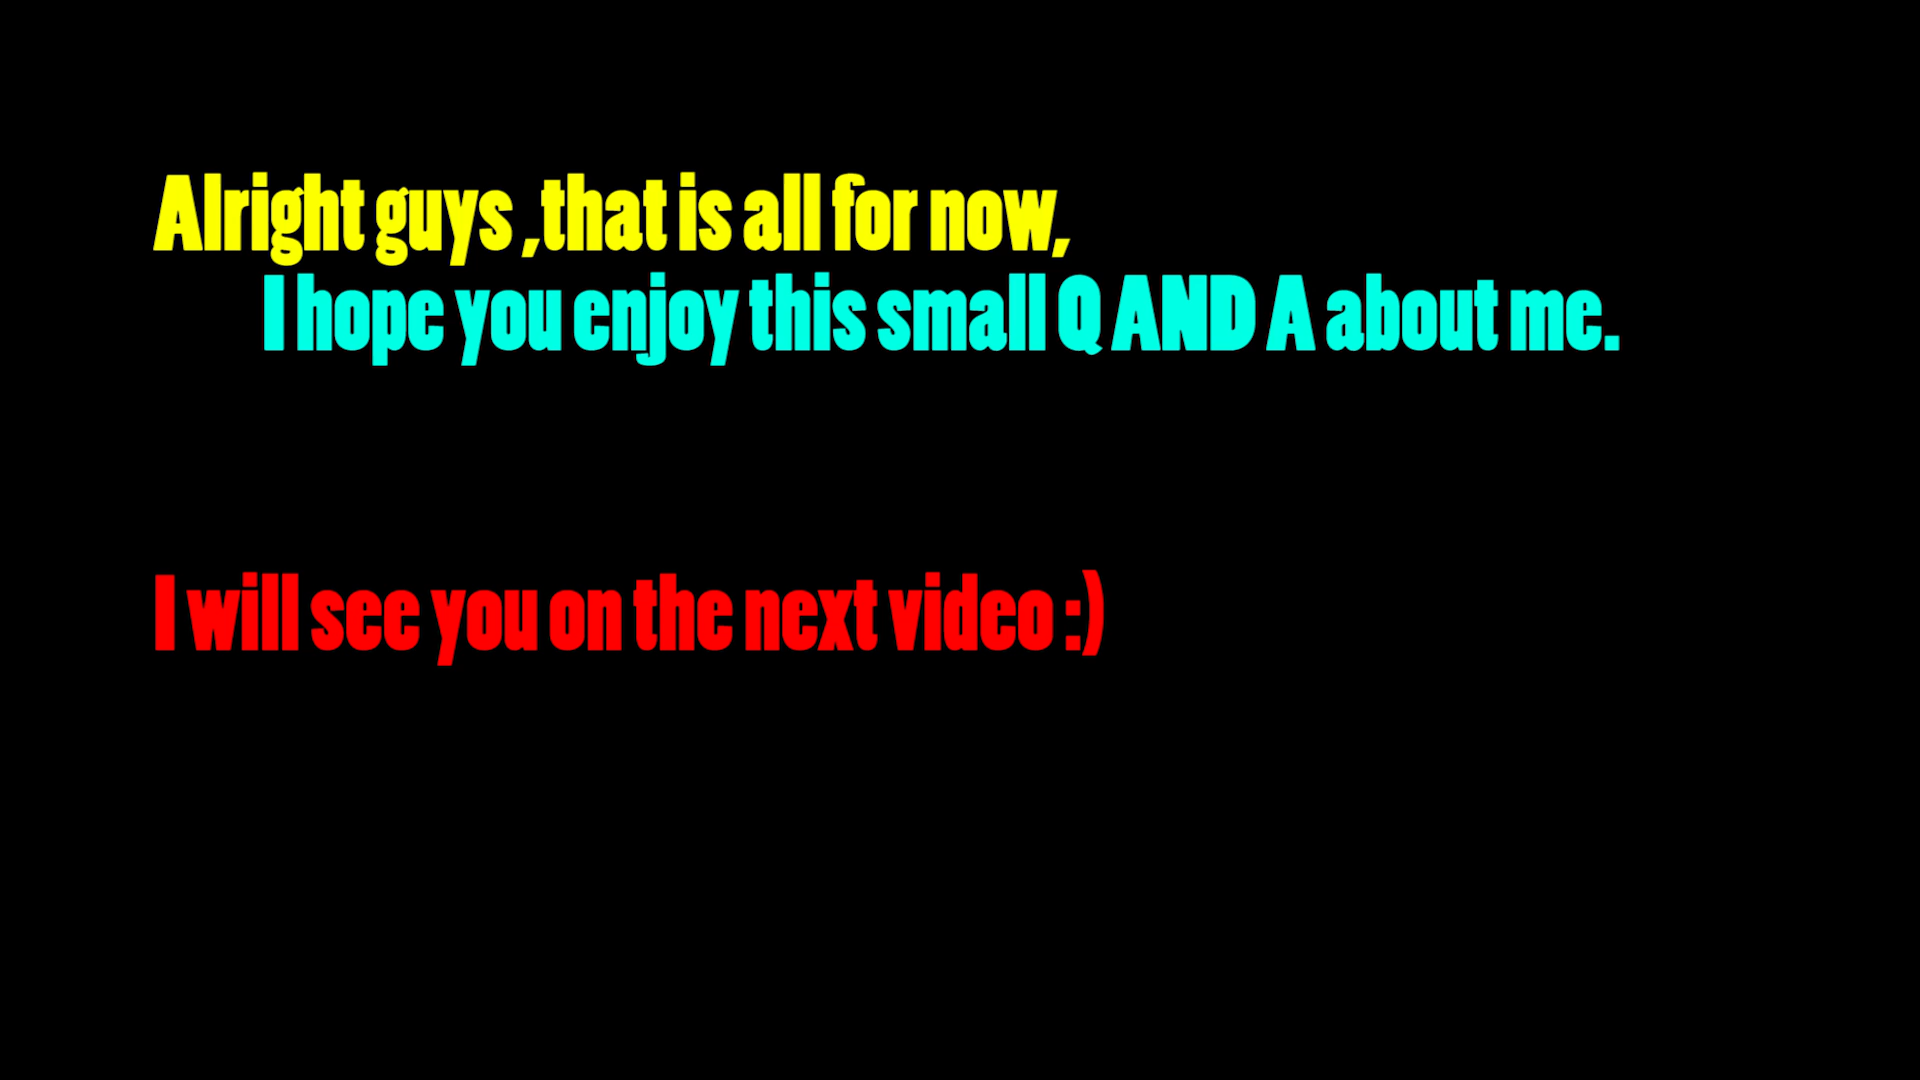 Alright guys ,that is all for now,
I hope you enjoy this small Q AND A about me.
I will see you on the next video :)